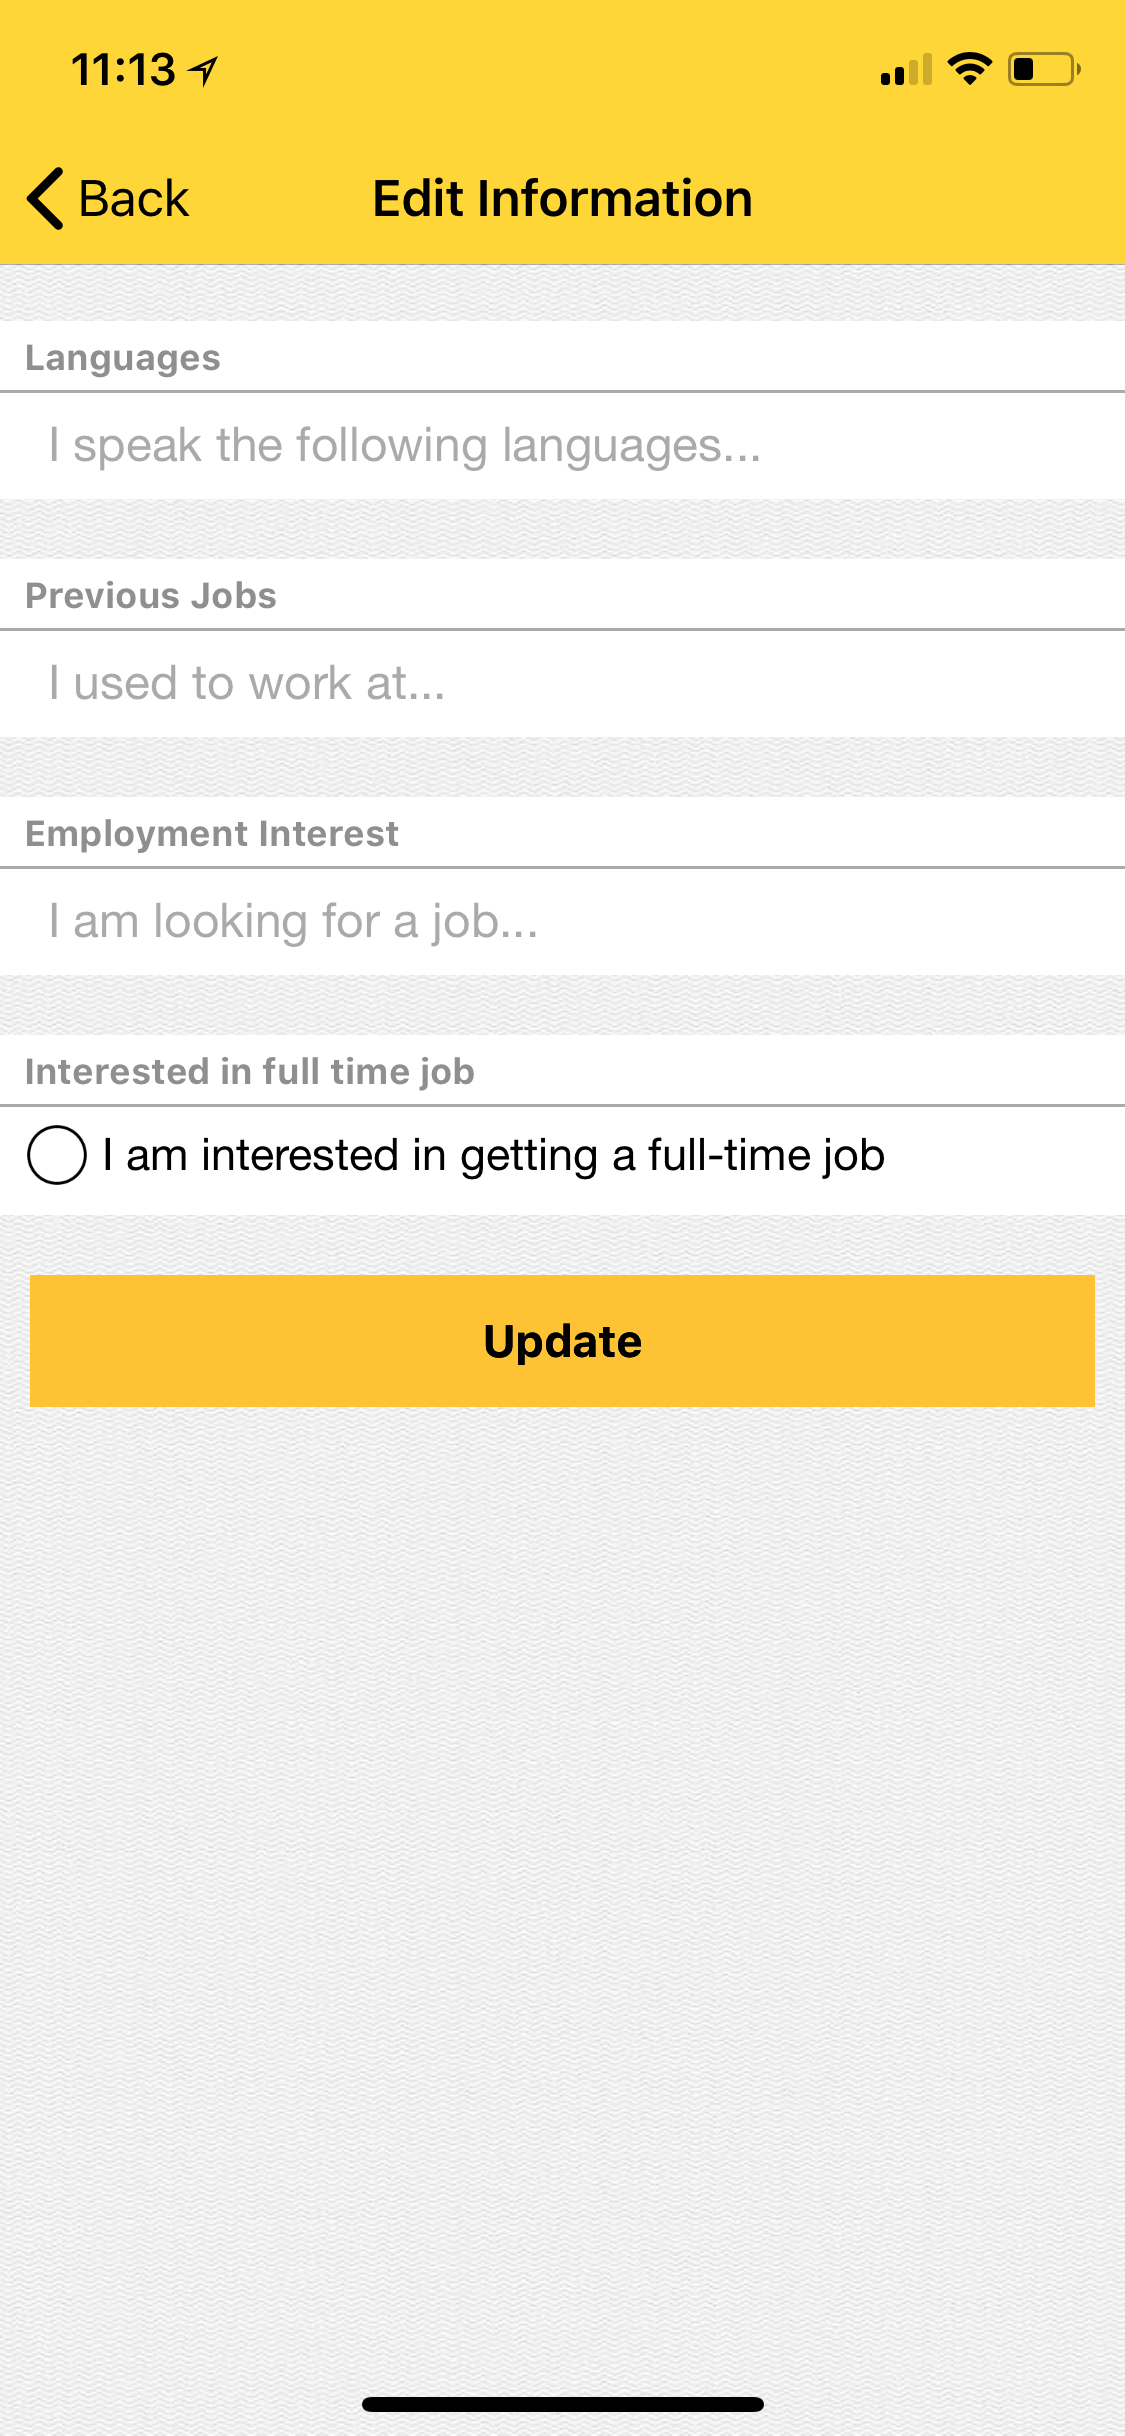 11:13
Back
Edit Information
Languages
I speak the following languages...
Previous Jobs
I used to work at...
Employment Interest
I am looking for a job...
Interested in full time job
I am interested in getting a full-time job
Update